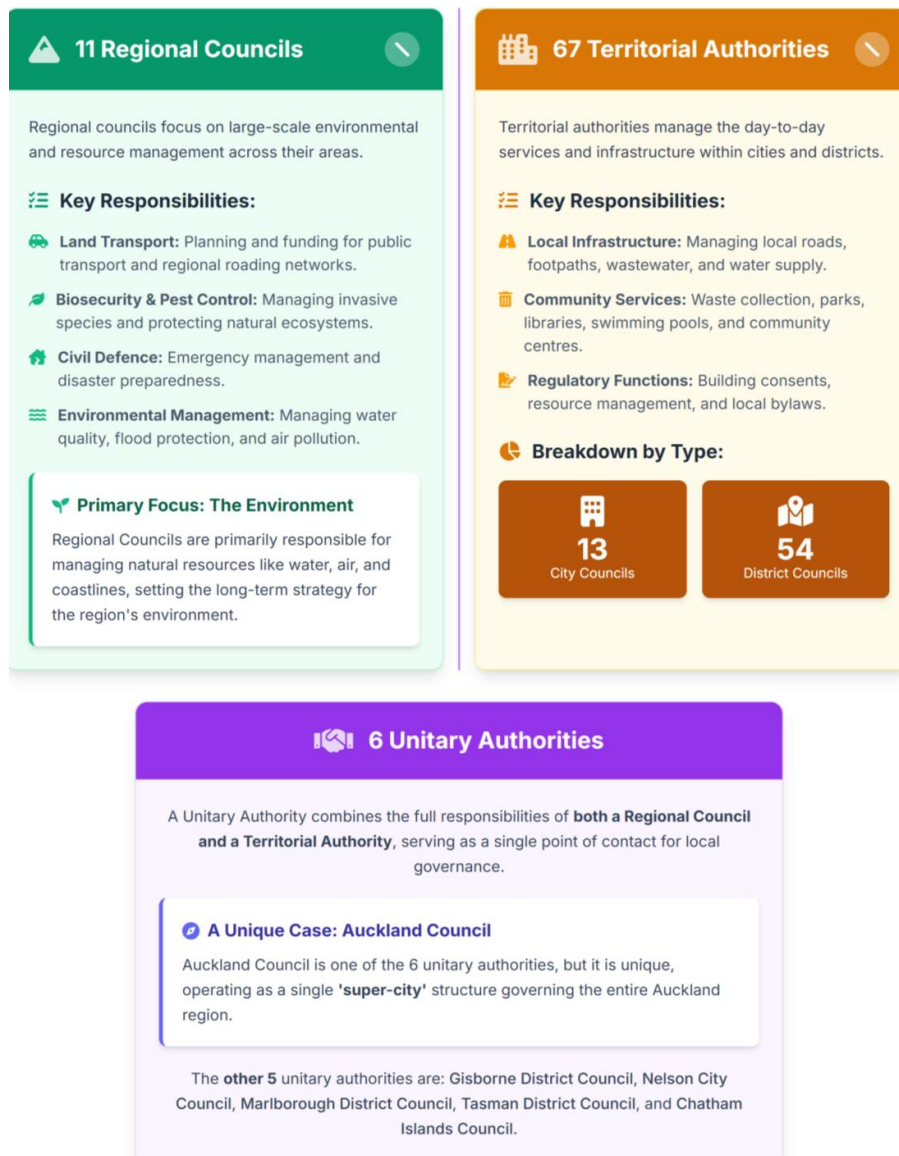 11 Regional Councils
Regional councils focus on large-scale environmental
and resource management across their areas.
Key Responsibilities:
Land Transport: Planning and funding for public
transport and regional roading networks.
Biosecurity & Pest Control: Managing invasive
species and protecting natural ecosystems.
Civil Defence: Emergency management and
disaster preparedness.
Environmental Management: Managing water
quality, flood protection, and air pollution.
Primary Focus: The Environment
Regional Councils are primarily responsible for
managing natural resources like water, air, and
coastlines, setting the long-term strategy for
the region's environment.
67 Territorial Authorities
Territorial authorities manage the day-to-day
services and infrastructure within cities and districts.
Key Responsibilities:
Local Infrastructure: Managing local roads,
footpaths, wastewater, and water supply.
Community Services: Waste collection, parks,
libraries, swimming pools, and community
centres.
Regulatory Functions: Building consents,
resource management, and local bylaws.
Breakdown by Type:
13
City Councils
54
District Councils
6 Unitary Authorities
A Unitary Authority combines the full responsibilities of both a Regional Council
and a Territorial Authority, serving as a single point of contact for local
governance.
A Unique Case: Auckland Council
Auckland Council is one of the 6 unitary authorities, but it is unique,
operating as a single 'super-city' structure governing the entire Auckland
region.
The other 5 unitary authorities are: Gisborne District Council, Nelson City
Council, Marlborough District Council, Tasman District Council, and Chatham
Islands Council.